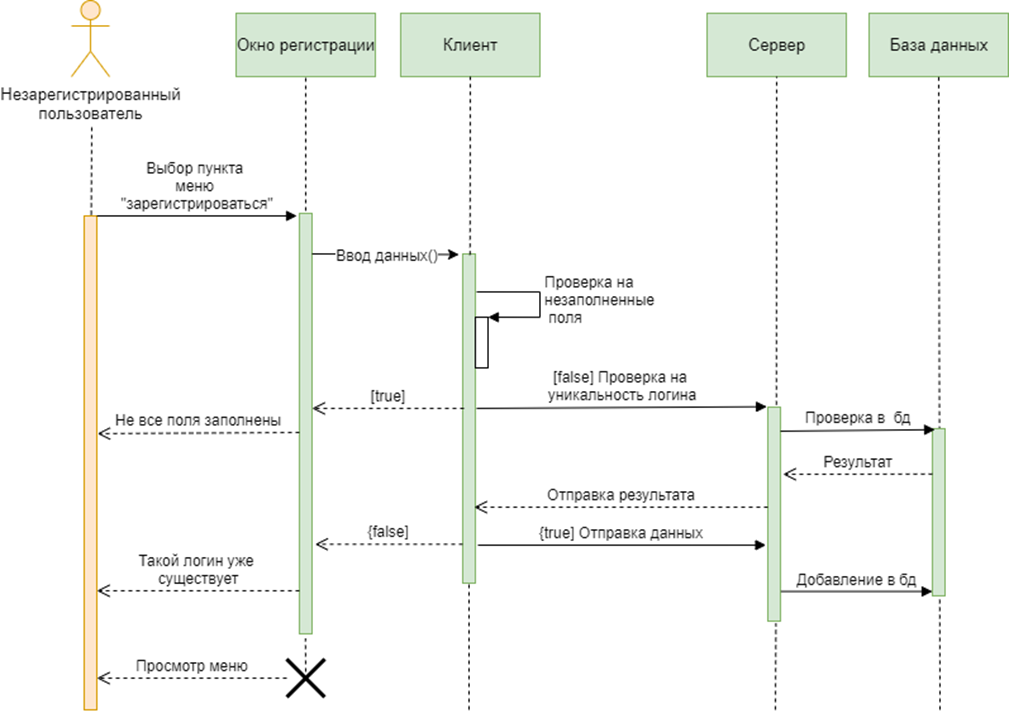 Окно регистрации
Клиент
Сервер
База данных
Незарегистрированный
пользователь
Выбор пункта
меню
"зарегистрироваться"
Ввод данных()
Проверка на
незаполненные
поля
[false] Проверка на
уникальность логина
[true]
Не все поля заполнены
Проверка в бд
Результат
Отправка результата
{false]
{true] Отправка данных
Такой логин уже
существует
Добавление в бд
Просмотр меню